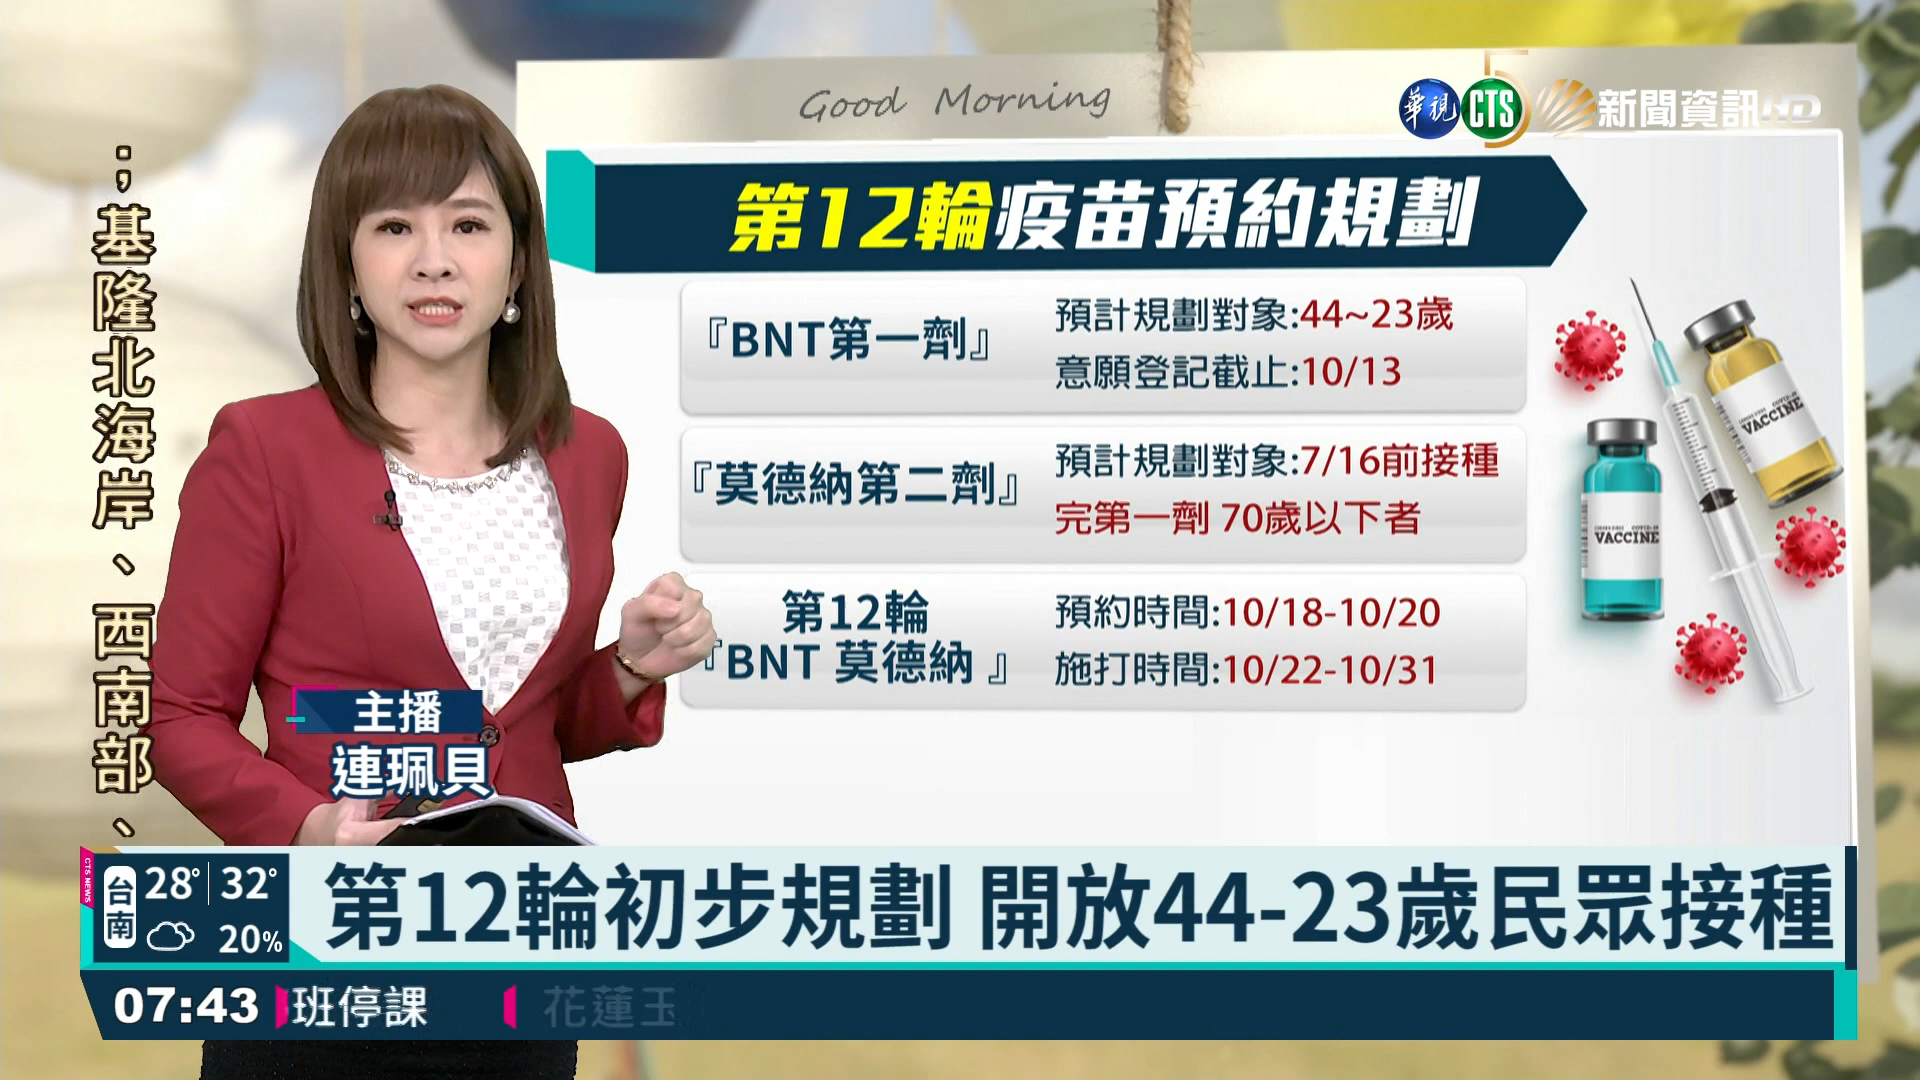 Good Morning
華視 CTS 新聞資訊HD
第12輪疫苗預約規劃
『BNT第一劑』
預計規劃對象:44~23歲
意願登記截止:10/13
『莫德納第二劑』
預計規劃對象:7/16前接種
完第一劑 70歲以下者
第12輪
『BNT 莫德納 』
預約時間:10/18-10/20
施打時間:10/22-10/31
VACCINE
VACCINE
；基隆北海岸、西南部、
主播
連珮貝
CTS NEWS
台南
28° 32°
20%
第12輪初步規劃 開放44-23歲民眾接種
07:43
班停課
花蓮玉